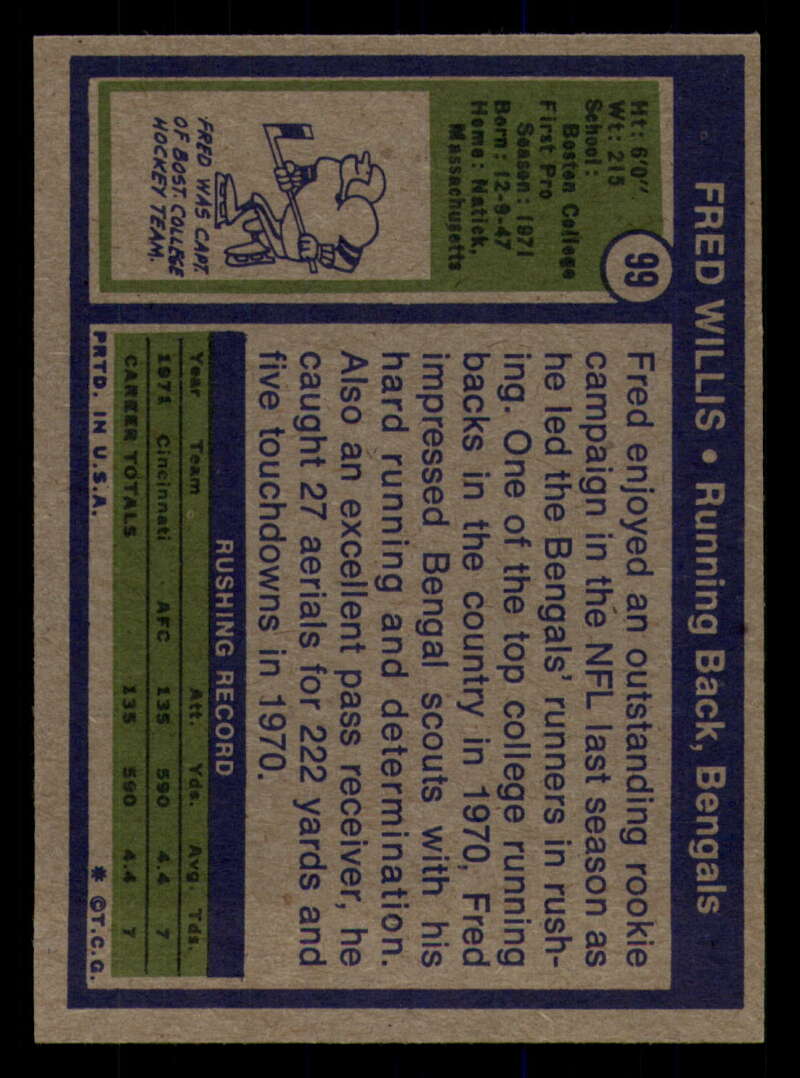 FRED WILLIS • Running Back, Bengals
99
Ht: 6'0"
Wt: 215
School:
Boston College
First Pro
Season: 1971
Born: 12-9-47
Home: Natick,
Massachusetts
FRED WAS CAPT.
OF BOST. COLLEGE
HOCKEY TEAM.
Fred enjoyed an outstanding rookie
campaign in the NFL last season as
he led the Bengals' runners in rush-
ing. One of the top college running
backs in the country in 1970, Fred
impressed Bengal scouts with his
hard running and determination.
Also an excellent pass receiver, he
caught 27 aerials for 222 yards and
five touchdowns in 1970.
RUSHING RECORD
Year Team Att. Yds. Avg. Tds.
1971 Cincinnati AFC 135 590 4.4 7
CAREER TOTALS 135 590 4.4 7
PRTD. IN U.S.A. * ©T.C.G.